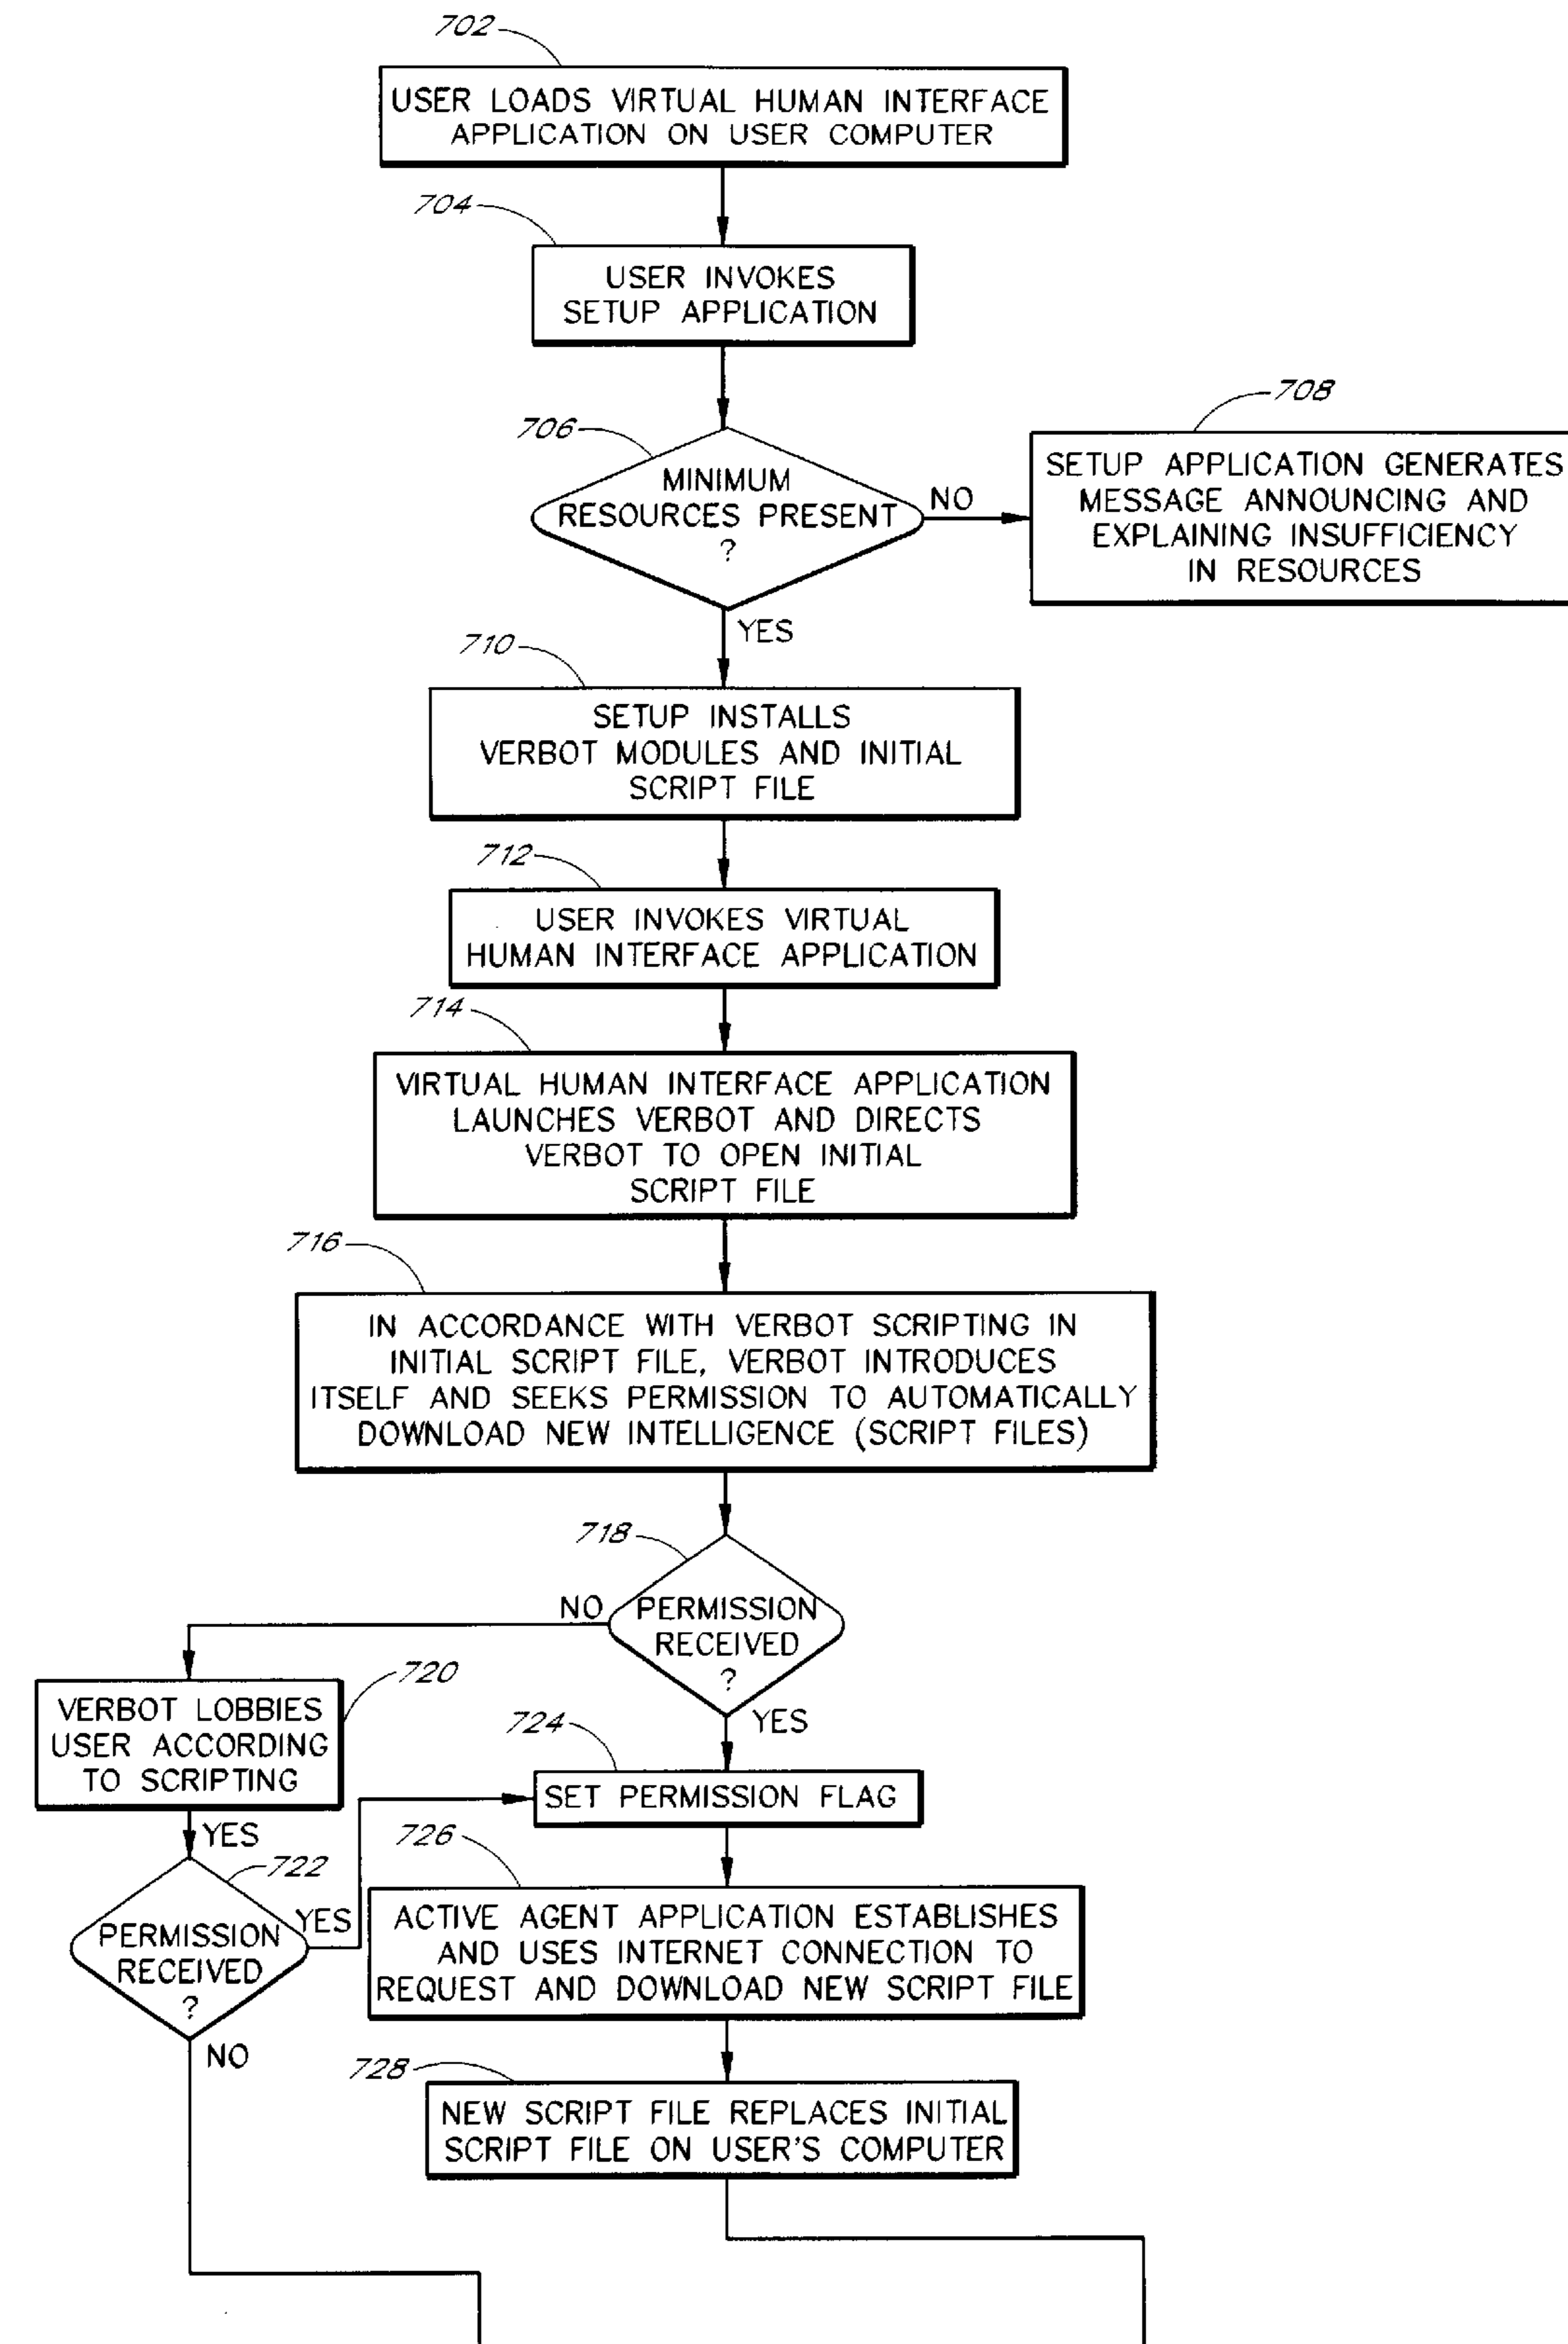 702
USER LOADS VIRTUAL HUMAN INTERFACE
APPLICATION ON USER COMPUTER
704
USER INVOKES
SETUP APPLICATION
706
MINIMUM
RESOURCES PRESENT
?
NO
708
SETUP APPLICATION GENERATES
MESSAGE ANNOUNCING AND
EXPLAINING INSUFFICIENCY
IN RESOURCES
YES
710
SETUP INSTALLS
VERBOT MODULES AND INITIAL
SCRIPT FILE
712
USER INVOKES VIRTUAL
HUMAN INTERFACE APPLICATION
714
VIRTUAL HUMAN INTERFACE APPLICATION
LAUNCHES VERBOT AND DIRECTS
VERBOT TO OPEN INITIAL
SCRIPT FILE
716
IN ACCORDANCE WITH VERBOT SCRIPTING IN
INITIAL SCRIPT FILE, VERBOT INTRODUCES
ITSELF AND SEEKS PERMISSION TO AUTOMATICALLY
DOWNLOAD NEW INTELLIGENCE (SCRIPT FILES)
718
PERMISSION
RECEIVED
?
NO
YES
720
VERBOT LOBBIES
USER ACCORDING
TO SCRIPTING
YES
722
PERMISSION
RECEIVED
?
YES
NO
724
SET PERMISSION FLAG
726
ACTIVE AGENT APPLICATION ESTABLISHES
AND USES INTERNET CONNECTION TO
REQUEST AND DOWNLOAD NEW SCRIPT FILE
728
NEW SCRIPT FILE REPLACES INITIAL
SCRIPT FILE ON USER'S COMPUTER